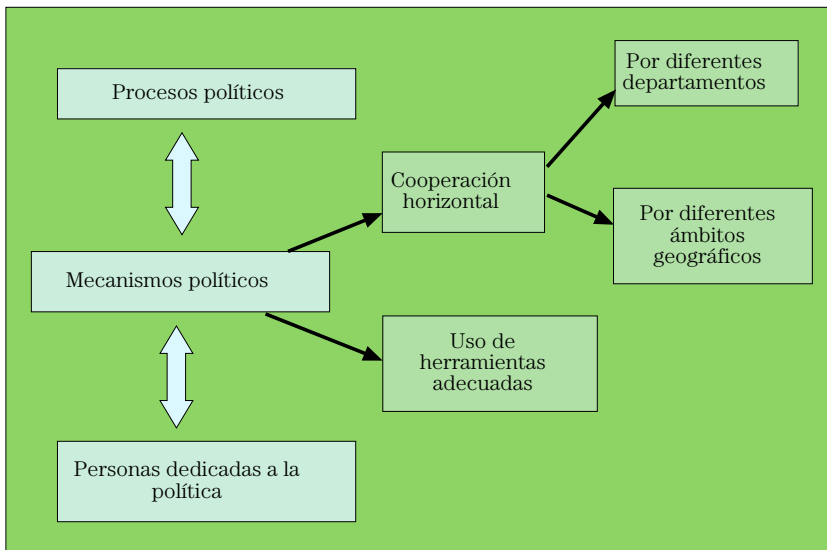 Procesos políticos
Mecanismos políticos
Personas dedicadas a la
política
Cooperación
horizontal
Uso de
herramientas
adecuadas
Por diferentes
departamentos
Por diferentes
ámbitos
geográficos